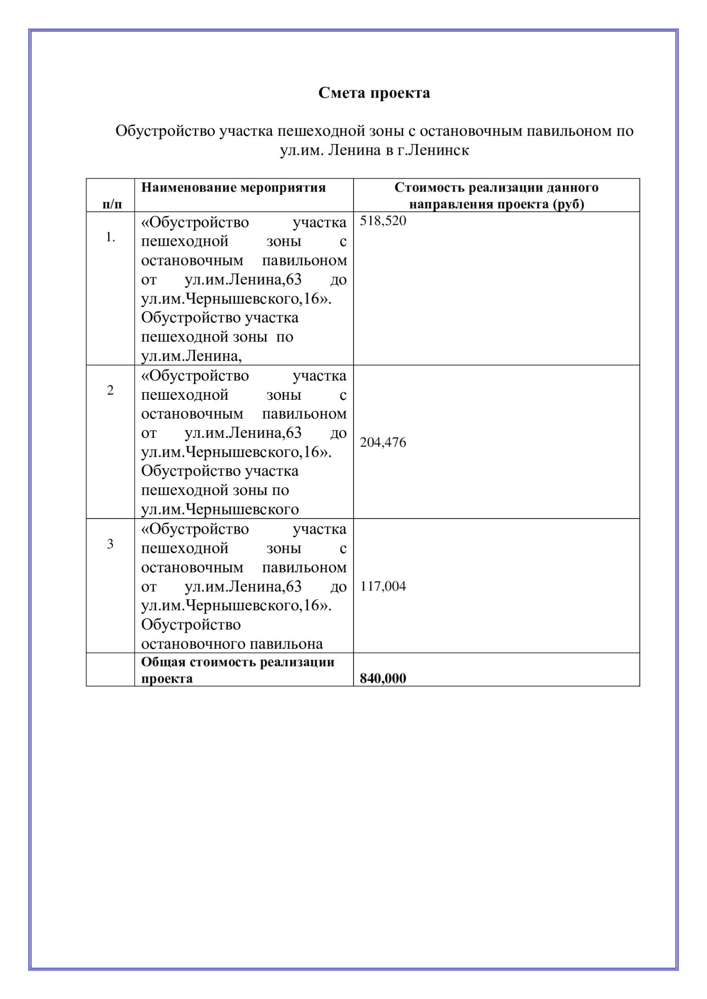 Смета проекта
Обустройство участка пешеходной зоны с остановочным павильоном по
ул.им. Ленина в г.Ленинск
Наименование мероприятия
п/п
Стоимость реализации данного
направления проекта (руб)
1.
«Обустройство участка
пешеходной зоны с
остановочным павильоном
от ул.им.Ленина,63 до
ул.им.Чернышевского,16».
Обустройство участка
пешеходной зоны по
ул.им.Ленина,
518,520
2
«Обустройство участка
пешеходной зоны с
остановочным павильоном
от ул.им.Ленина,63 до
ул.им.Чернышевского,16».
Обустройство участка
пешеходной зоны по
ул.им.Чернышевского
204,476
3
«Обустройство участка
пешеходной зоны с
остановочным павильоном
от ул.им.Ленина,63 до
ул.им.Чернышевского,16».
Обустройство
остановочного павильона
117,004
Общая стоимость реализации
проекта
840,000